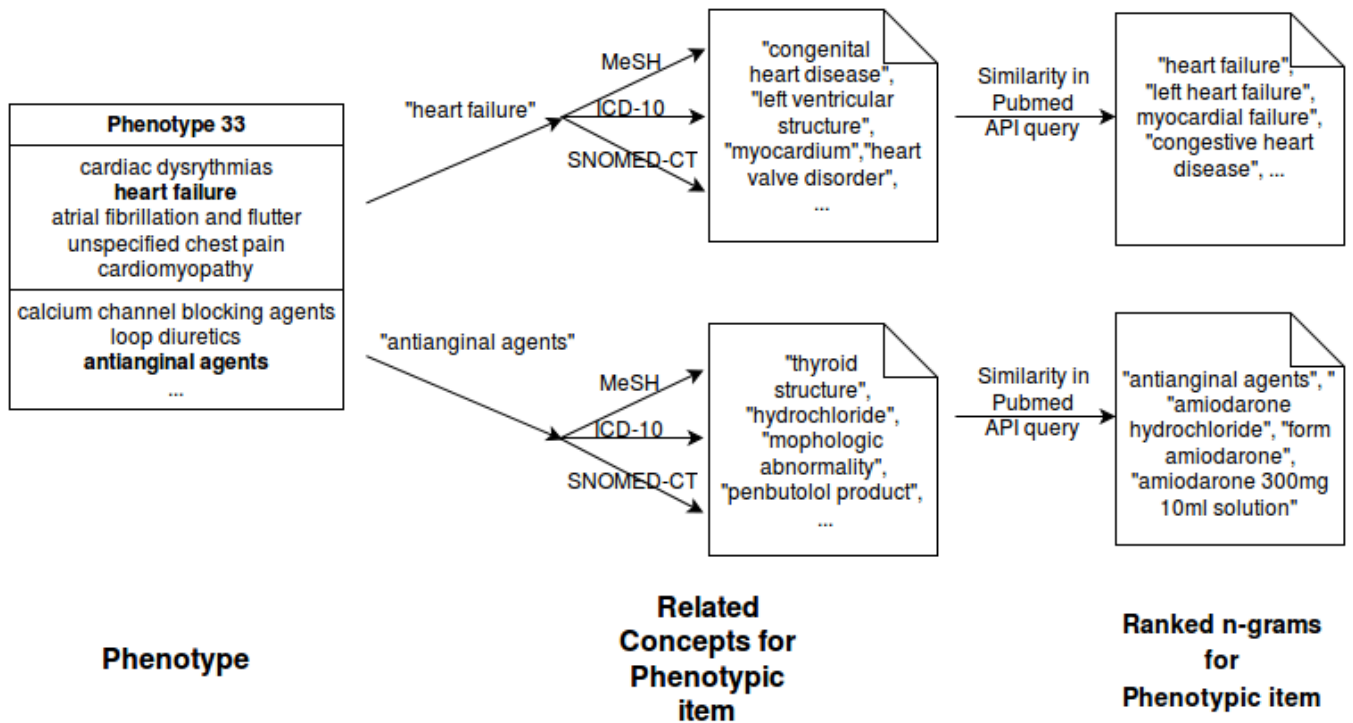 Phenotype 33
cardiac dysrythmias
heart failure
atrial fibrillation and flutter
unspecified chest pain
cardiomyopathy
calcium channel blocking agents
loop diuretics
antianginal agents
...
"heart failure"
MeSH
ICD-10
SNOMED-CT
"congenital
heart disease",
"left ventricular
structure",
"myocardium","heart
valve disorder",
...
Similarity in
Pubmed
API query
"heart failure",
"left heart failure",
myocardial failure",
"congestive heart
disease", ...
"antianginal agents"
MeSH
ICD-10
SNOMED-CT
"thyroid
structure",
"hydrochloride",
"mophologic
abnormality",
"penbutolol product",
...
Similarity in
Pubmed
API query
"antianginal agents", "
"amiodarone
hydrochloride", "form
amiodarone",
"amiodarone 300mg
10ml solution"
Phenotype
Related
Concepts for
Phenotypic
item
Ranked n-grams
for
Phenotypic item